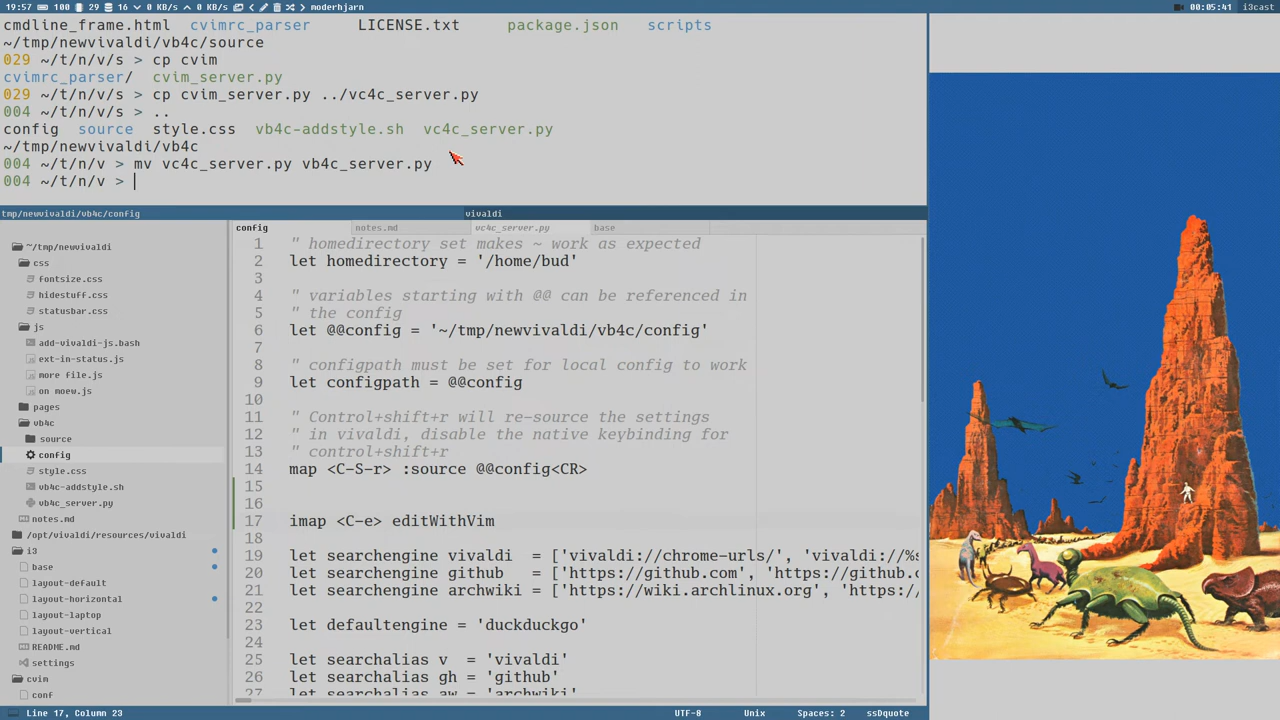 19:57 100 29 16 0 KB/s 0 KB/s moderhjarn 00:05:41 i3cast
cmdline_frame.html cvimrc_parser LICENSE.txt package.json scripts
~/tmp/newvivaldi/vb4c/source
029 ~/t/n/v/s > cp cvim
cvimrc_parser/ cvim_server.py
029 ~/t/n/v/s > cp cvim_server.py ../vc4c_server.py
004 ~/t/n/v/s > ..
config source style.css vb4c-addstyle.sh vc4c_server.py
~/tmp/newvivaldi/vb4c
004 ~/t/n/v > mv vc4c_server.py vb4c_server.py
004 ~/t/n/v >
tmp/newvivaldi/vb4c/config vivaldi
~/tmp/newvivaldi
css
fontsize.css
hidestuff.css
statusbar.css
js
add-vivaldi-js.bash
ext-in-status.js
more file.js
on moew.js
pages
vb4c
source
config
style.css
vb4c-addstyle.sh
vb4c_server.py
notes.md
/opt/vivaldi/resources/vivaldi
i3
base
layout-default
layout-horizontal
layout-laptop
layout-vertical
README.md
settings
cvim
conf
config notes.md vc4c_server.py base
1 " homedirectory set makes ~ work as expected
2 let homedirectory = '/home/bud'
3
4 " variables starting with @@ can be referenced in
5 " the config
6 let @@config = '~/tmp/newvivaldi/vb4c/config'
7
8 " configpath must be set for local config to work
9 let configpath = @@config
10
11 " Control+shift+r will re-source the settings
12 " in vivaldi, disable the native keybinding for
13 " control+shift+r
14 map <C-S-r> :source @@config<CR>
15
16
17 imap <C-e> editWithVim
18
19 let searchengine vivaldi = ['vivaldi://chrome-urls/', 'vivaldi://%s
20 let searchengine github = ['https://github.com', 'https://github.c
21 let searchengine archwiki = ['https://wiki.archlinux.org', 'https:/
22
23 let defaultengine = 'duckduckgo'
24
25 let searchalias v = 'vivaldi'
26 let searchalias gh = 'github'
27 let searchalias aw = 'archwiki'
Line 17, Column 23 UTF-8 Unix Spaces: 2 ssDquote